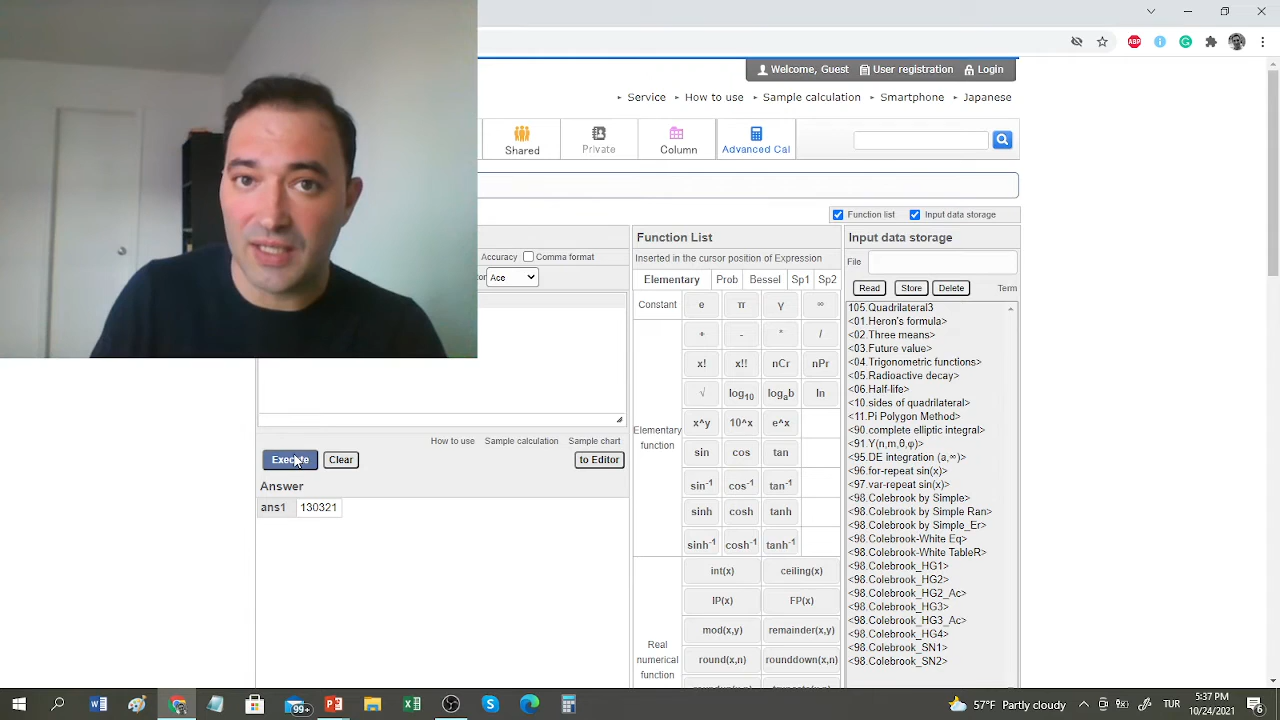 ABP
Welcome, Guest
User registration
Login
Service
How to use
Sample calculation
Smartphone
Japanese
Shared
Private
Column
Advanced Cal
Function list
Input data storage
Accuracy
Comma format
Ace
Function List
Inserted in the cursor position of Expression
Elementary
Prob
Bessel
Sp1
Sp2
Constant
e
π
γ
∞
+
-
*
/
x!
x!!
nCr
nPr
√
log10
logab
ln
Elementary
function
x^y
10^x
e^x
sin
cos
tan
sin-1
cos-1
tan-1
sinh
cosh
tanh
sinh-1
cosh-1
tanh-1
int(x)
ceiling(x)
IP(x)
FP(x)
Real
numerical
function
mod(x,y)
remainder(x,y)
round(x,n)
rounddown(x,n)
Input data storage
File
Read
Store
Delete
Term
105.Quadrilateral3
<01.Heron's formula>
<02.Three means>
<03.Future value>
<04.Trigonometric functions>
<05.Radioactive decay>
<06.Half-life>
<10.sides of quadrilateral>
<11.Pi Polygon Method>
<90.complete elliptic integral>
<91.Y(n,m,θ,φ)>
<95.DE integration (a,∞)>
<96.for-repeat sin(x)>
<97.var-repeat sin(x)>
<98.Colebrook by Simple>
<98.Colebrook by Simple Ran>
<98.Colebrook by Simple_Er>
<98.Colebrook-White Eq>
<98.Colebrook-White TableR>
<98.Colebrook_HG1>
<98.Colebrook_HG2>
<98.Colebrook_HG2_Ac>
<98.Colebrook_HG3>
<98.Colebrook_HG3_Ac>
<98.Colebrook_HG4>
<98.Colebrook_SN1>
<98.Colebrook_SN2>
How to use
Sample calculation
Sample chart
Execute
Clear
to Editor
Answer
ans1
130321
99+
57°F Partly cloudy
TUR
5:37 PM
10/24/2021